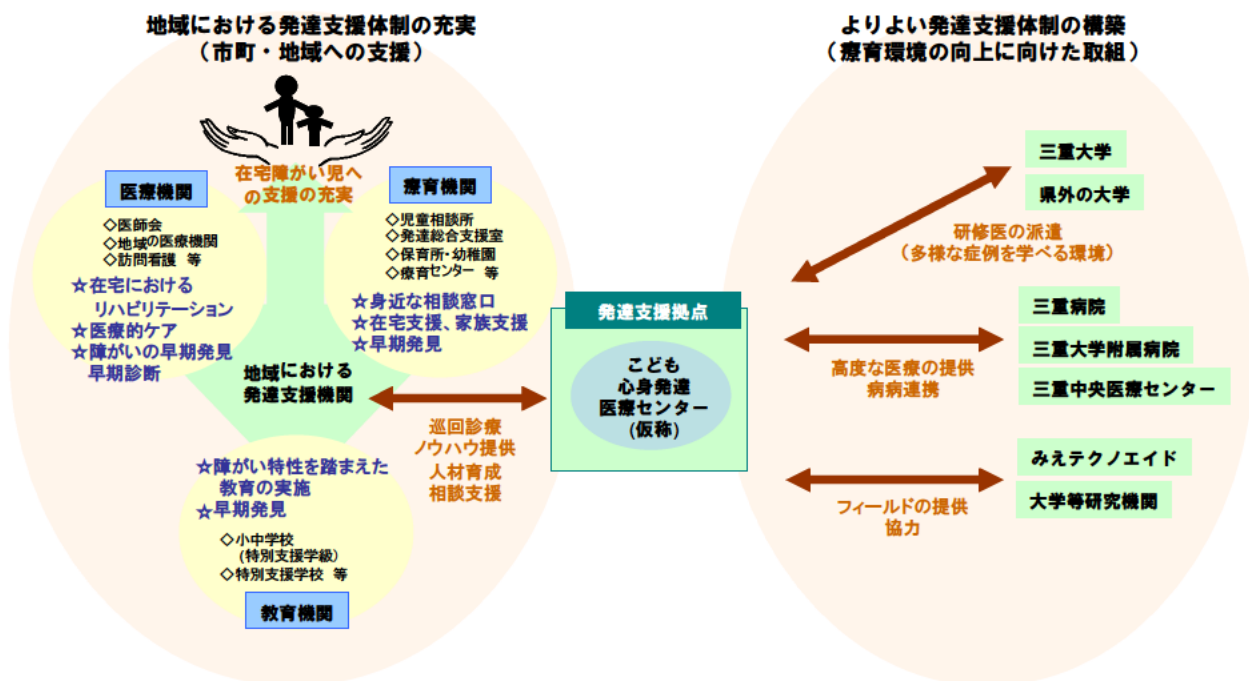 地域における発達支援体制の充実
（市町・地域への支援）
在宅障がい児へ
の支援の充実
医療機関
◇医師会
◇地域の医療機関
◇訪問看護 等
☆在宅における
リハビリテーション
☆医療的ケア
☆障がいの早期発見
早期診断
療育機関
◇児童相談所
◇発達総合支援室
◇保育所・幼稚園
◇療育センター 等
☆身近な相談窓口
☆在宅支援、家族支援
☆早期発見
地域における
発達支援機関
☆障がい特性を踏まえた
教育の実施
☆早期発見
◇小中学校
(特別支援学級)
◇特別支援学校 等
教育機関
巡回診療
ノウハウ提供
人材育成
相談支援
発達支援拠点
こども
心身発達
医療センター
(仮称)
よりよい発達支援体制の構築
（療育環境の向上に向けた取組）
三重大学
県外の大学
研修医の派遣
（多様な症例を学べる環境）
三重病院
三重大学附属病院
三重中央医療センター
高度な医療の提供
病病連携
みえテクノエイド
大学等研究機関
フィールドの提供
協力